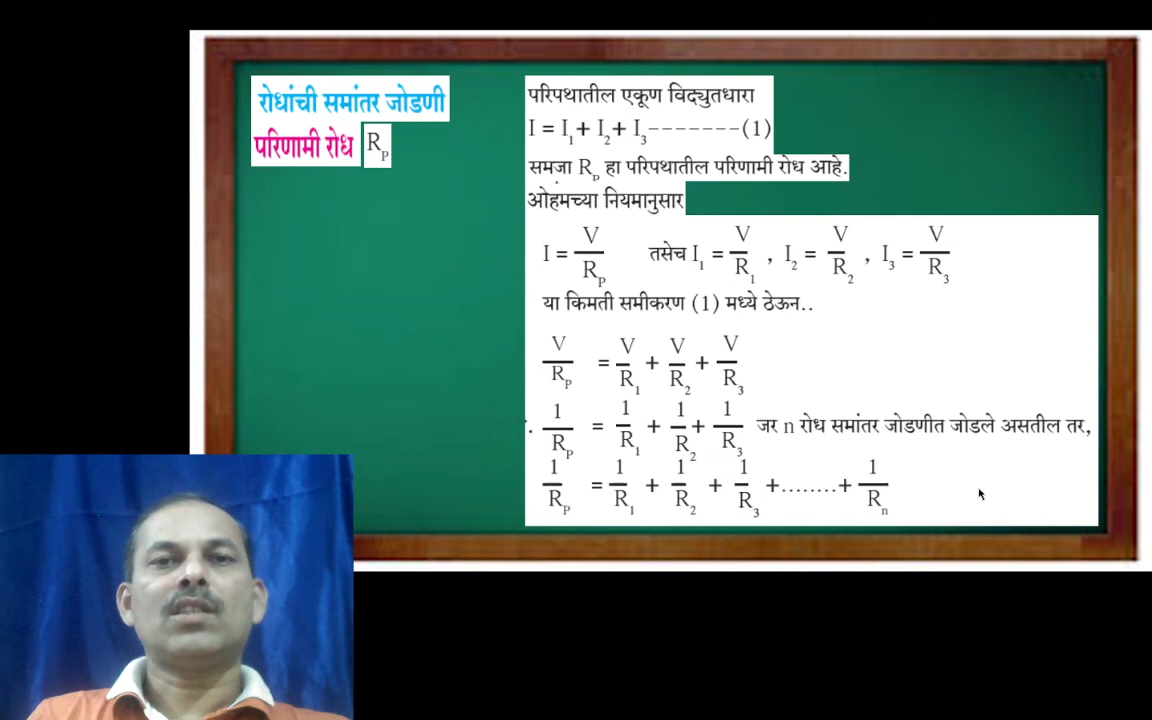 रोधांची समांतर जोडणी
परिणामी रोध R_p
परिपथातील एकूण विद्युतधारा
I = I₁ + I₂ + I₃-------(1)
समजा R_p हा परिपथातील परिणामी रोध आहे.
ओहमच्या नियमानुसार
I = V/R_p तसेच I₁ = V/R₁ , I₂ = V/R₂ , I₃ = V/R₃
या किमती समीकरण (1) मध्ये ठेऊन..
V/R_p = V/R₁ + V/R₂ + V/R₃
. 1/R_p = 1/R₁ + 1/R₂ + 1/R₃ जर n रोध समांतर जोडणीत जोडले असतील तर,
1/R_p = 1/R₁ + 1/R₂ + 1/R₃ +........+ 1/R_n